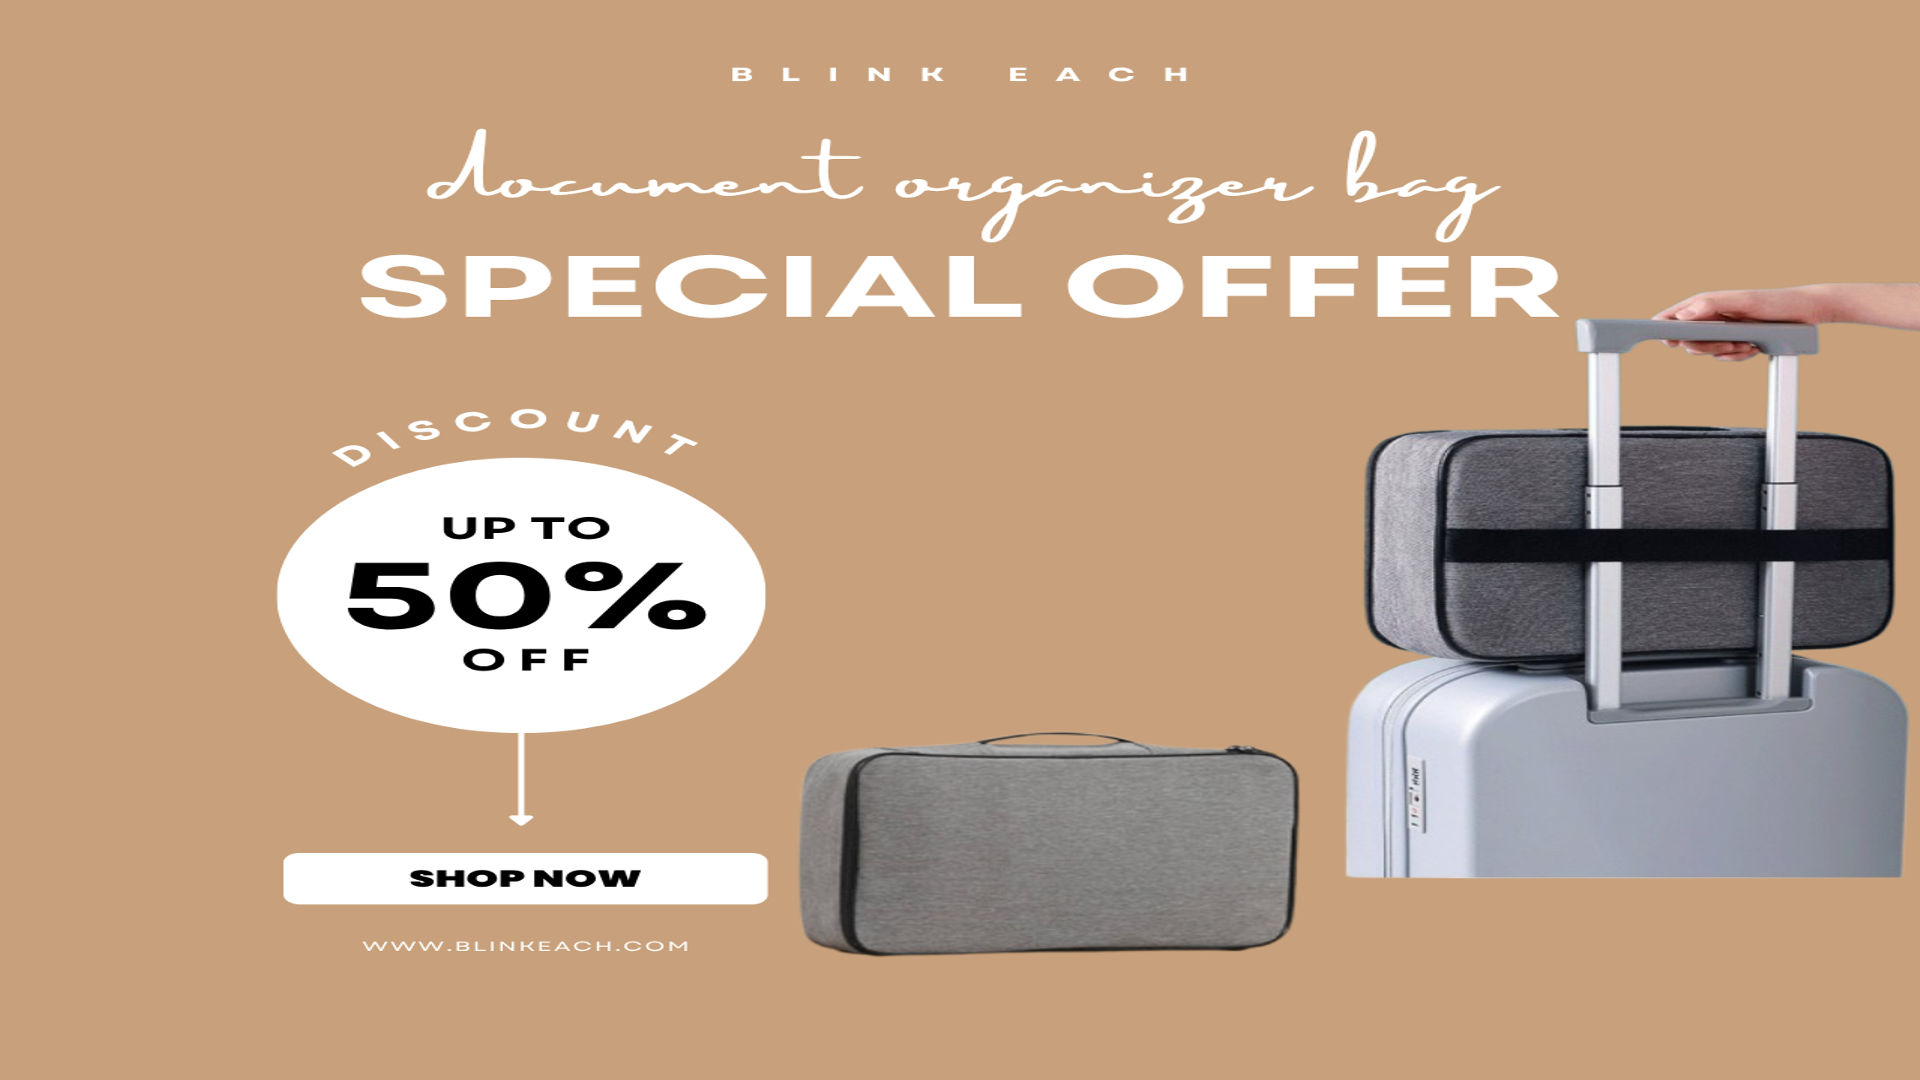 BLINK EACH
document organizer bag
SPECIAL OFFER
DISCOUNT
UP TO
50%
OFF
SHOP NOW
WWW.BLINKEACH.COM